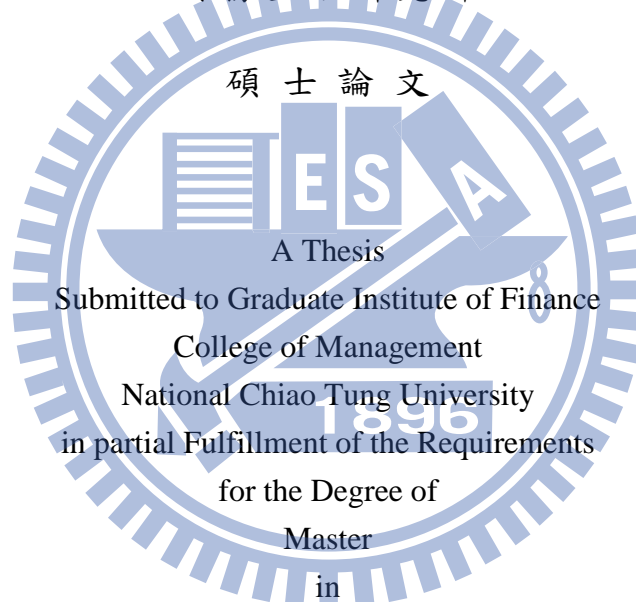 碩 士 論 文
E S A
A Thesis
Submitted to Graduate Institute of Finance
College of Management
National Chiao Tung University
1896
in partial Fulfillment of the Requirements
for the Degree of
Master
in